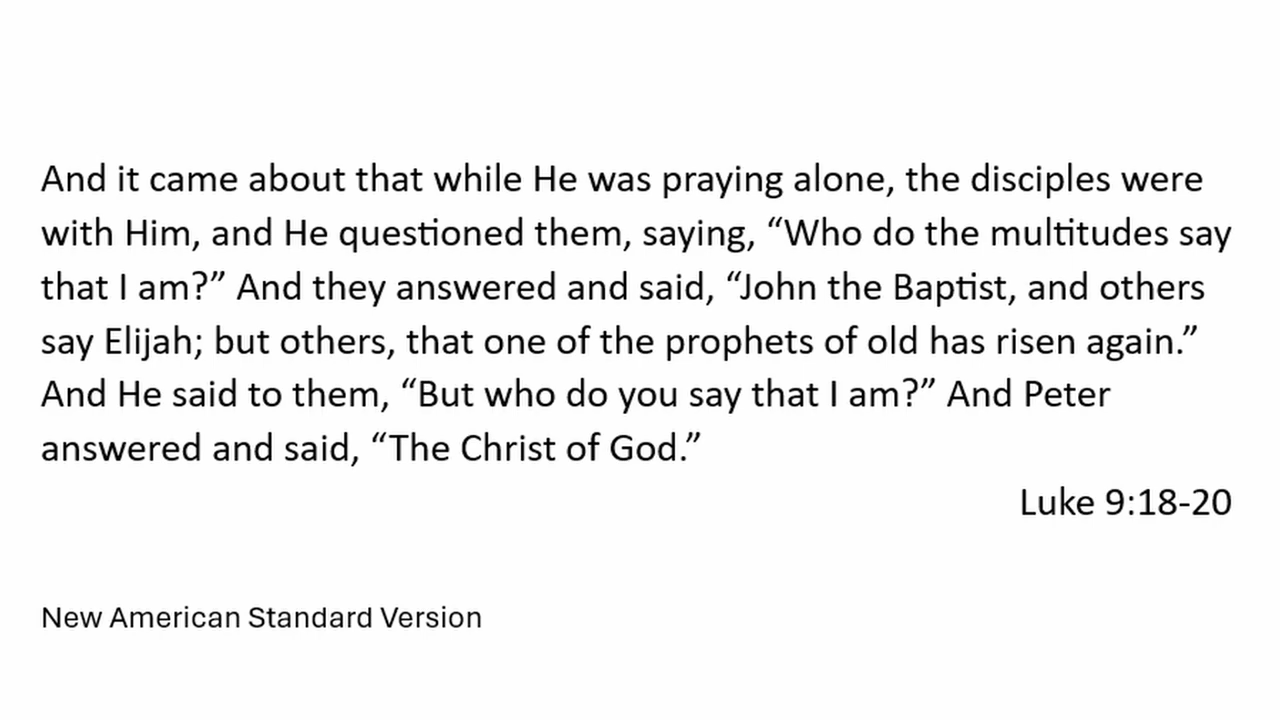 And it came about that while He was praying alone, the disciples were
with Him, and He questioned them, saying, “Who do the multitudes say
that I am?” And they answered and said, “John the Baptist, and others
say Elijah; but others, that one of the prophets of old has risen again.”
And He said to them, “But who do you say that I am?” And Peter
answered and said, “The Christ of God.”
Luke 9:18-20
New American Standard Version